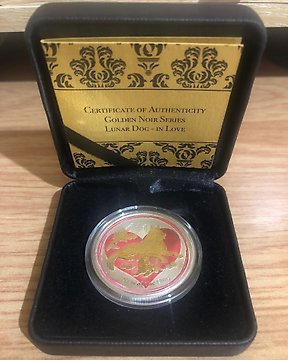 CERTIFICATE OF AUTHENTICITY
GOLDEN NOIR SERIES
LUNAR DOG - IN LOVE